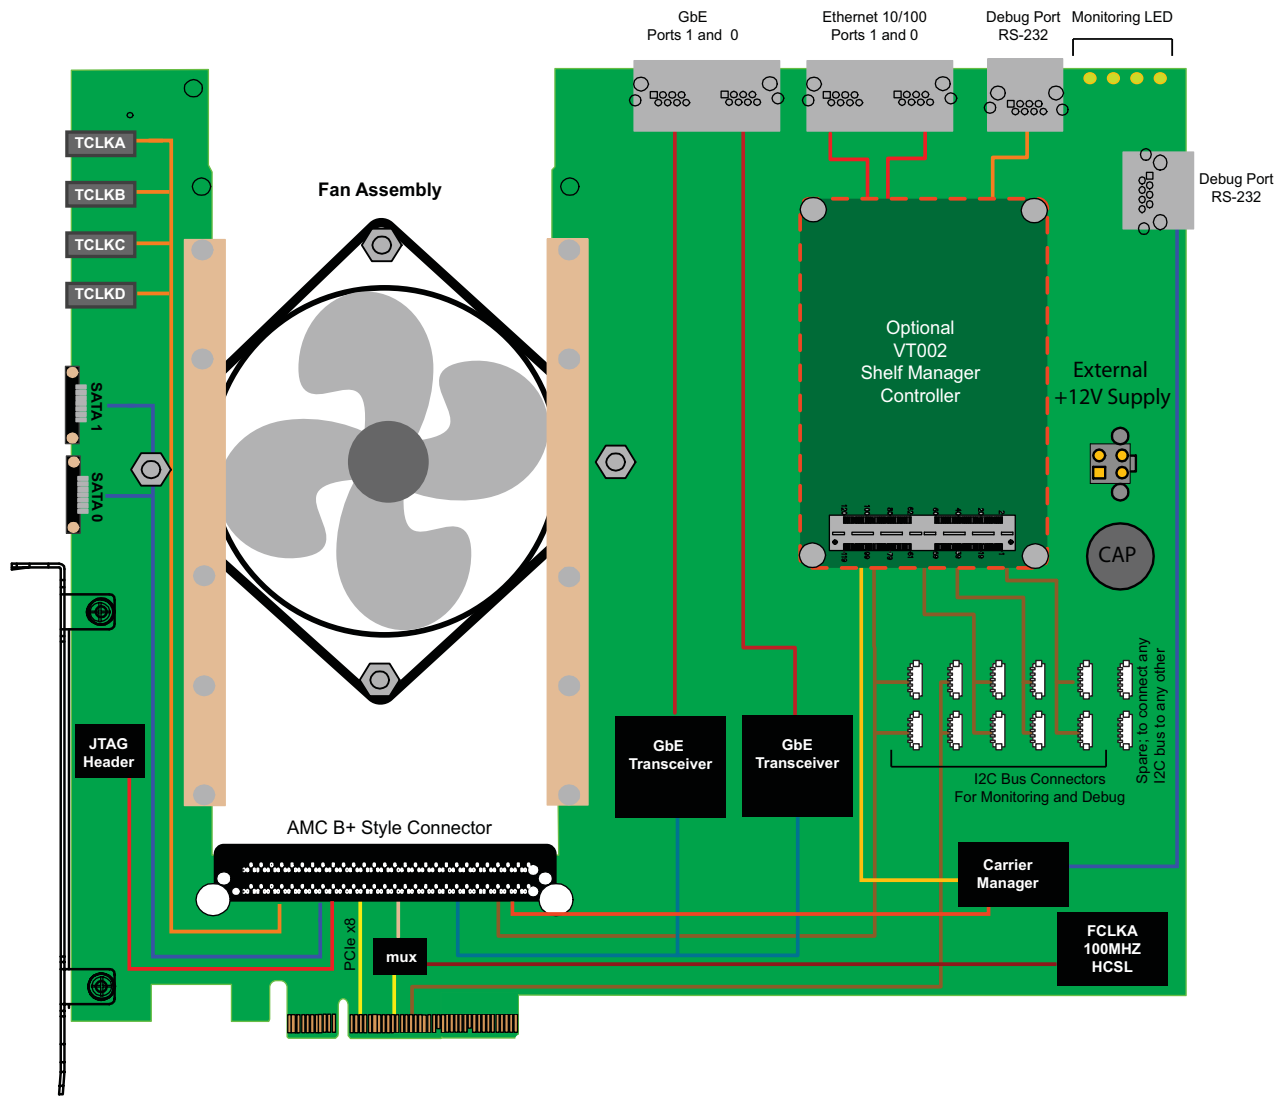 GbE
Ports 1 and  0
Ethernet 10/100
Ports 1 and 0
Debug Port
RS-232
Monitoring LED
TCLKA
TCLKB
TCLKC
TCLKD
Fan Assembly
Debug Port
RS-232
Optional
VT002
Shelf Manager
Controller
External
+12V Supply
SATA 1
SATA 0
CAP
JTAG
Header
GbE
Transceiver
GbE
Transceiver
Spare; to connect any
I2C bus to any other
I2C Bus Connectors
For Monitoring and Debug
AMC B+ Style Connector
Carrier
Manager
PCIe x8
mux
FCLKA
100MHZ
HCSL